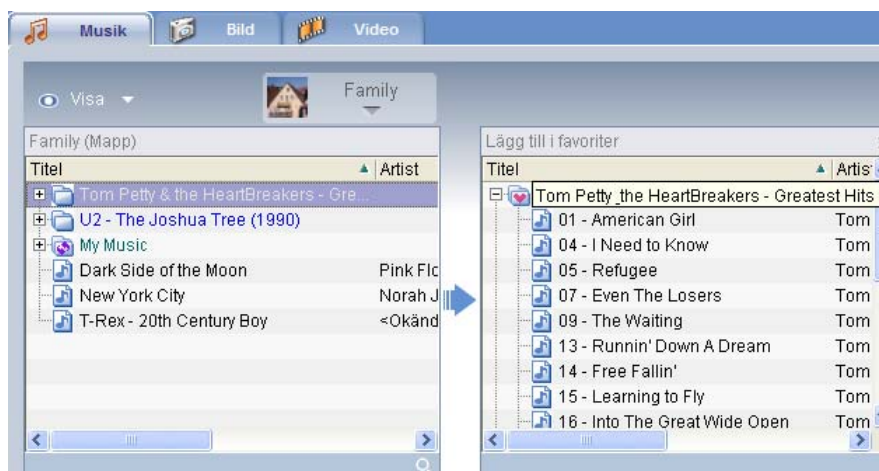 Musik Bild Video
Visa Family
Family (Mapp)
Titel Artist
Tom Petty & the HeartBreakers - Gre...
U2 - The Joshua Tree (1990)
My Music
Dark Side of the Moon Pink Flo
New York City Norah J
T-Rex - 20th Century Boy <Okänd
Lägg till i favoriter
Titel Artis
Tom Petty_the HeartBreakers - Greatest Hits
01 - American Girl Tom
04 - I Need to Know Tom
05 - Refugee Tom
07 - Even The Losers Tom
09 - The Waiting Tom
13 - Runnin' Down A Dream Tom
14 - Free Fallin' Tom
15 - Learning to Fly Tom
16 - Into The Great Wide Open Tom